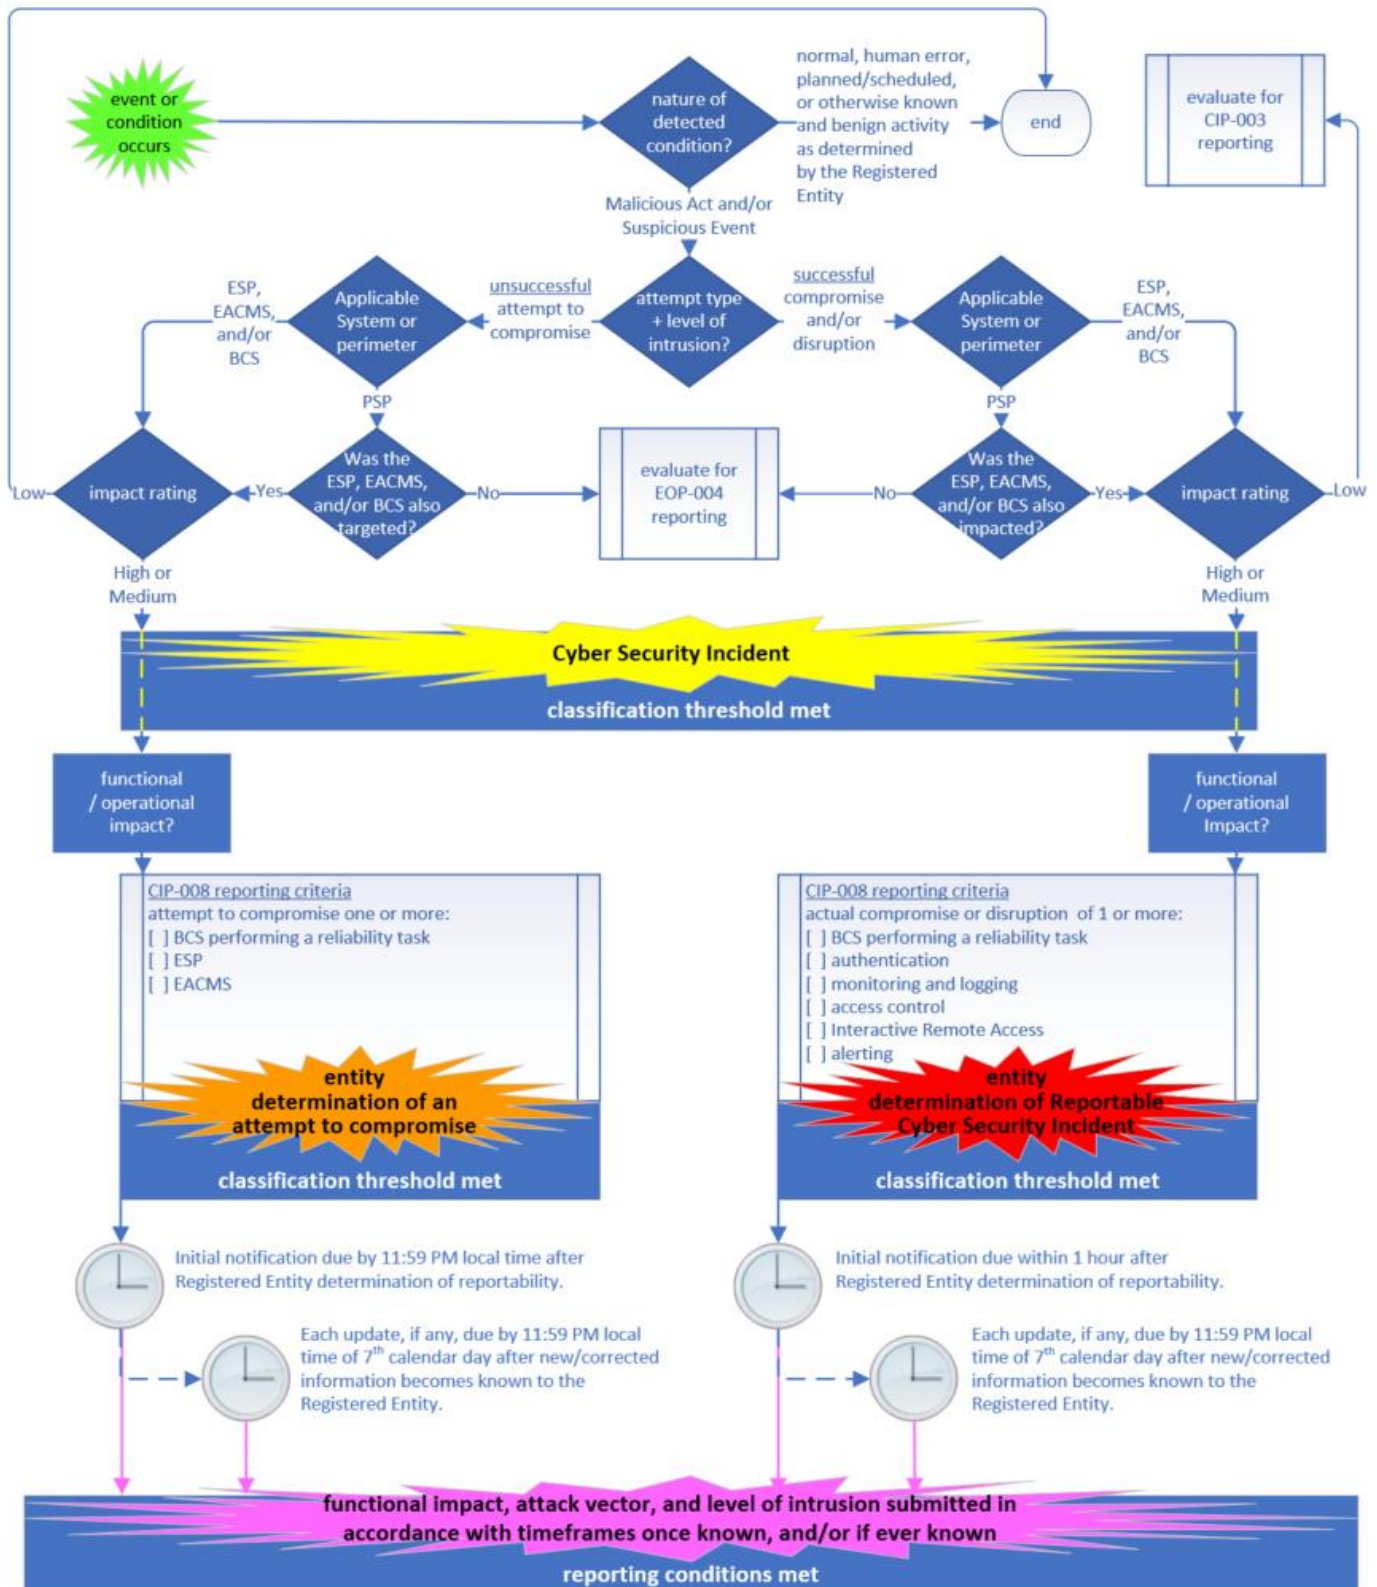 event or
condition
occurs
nature of
detected
condition?
normal, human error,
planned/scheduled,
or otherwise known
and benign activity
as determined
by the Registered
Entity
end
evaluate for
CIP-003
reporting
Malicious Act and/or
Suspicious Event
ESP,
EACMS,
and/or
BCS
Applicable
System or
perimeter
unsuccessful
attempt to
compromise
attempt type
+ level of
intrusion?
successful
compromise
and/or
disruption
Applicable
System or
perimeter
ESP,
EACMS,
and/or
BCS
PSP
PSP
Low
impact rating
Yes
Was the
ESP, EACMS,
and/or BCS also
targeted?
No
evaluate for
EOP-004
reporting
No
Was the
ESP, EACMS,
and/or BCS also
impacted?
Yes
impact rating
Low
High or
Medium
High or
Medium
Cyber Security Incident
classification threshold met
functional
/ operational
impact?
functional
/ operational
Impact?
CIP-008 reporting criteria
attempt to compromise one or more:
[ ] BCS performing a reliability task
[ ] ESP
[ ] EACMS
entity
determination of an
attempt to compromise
classification threshold met
CIP-008 reporting criteria
actual compromise or disruption of 1 or more:
[ ] BCS performing a reliability task
[ ] authentication
[ ] monitoring and logging
[ ] access control
[ ] Interactive Remote Access
[ ] alerting
entity
determination of Reportable
Cyber Security Incident
classification threshold met
Initial notification due by 11:59 PM local time after
Registered Entity determination of reportability.
Each update, if any, due by 11:59 PM local
time of 7th calendar day after new/corrected
information becomes known to the
Registered Entity.
Initial notification due within 1 hour after
Registered Entity determination of reportability.
Each update, if any, due by 11:59 PM local
time of 7th calendar day after new/corrected
information becomes known to the
Registered Entity.
functional impact, attack vector, and level of intrusion submitted in
accordance with timeframes once known, and/or if ever known
reporting conditions met